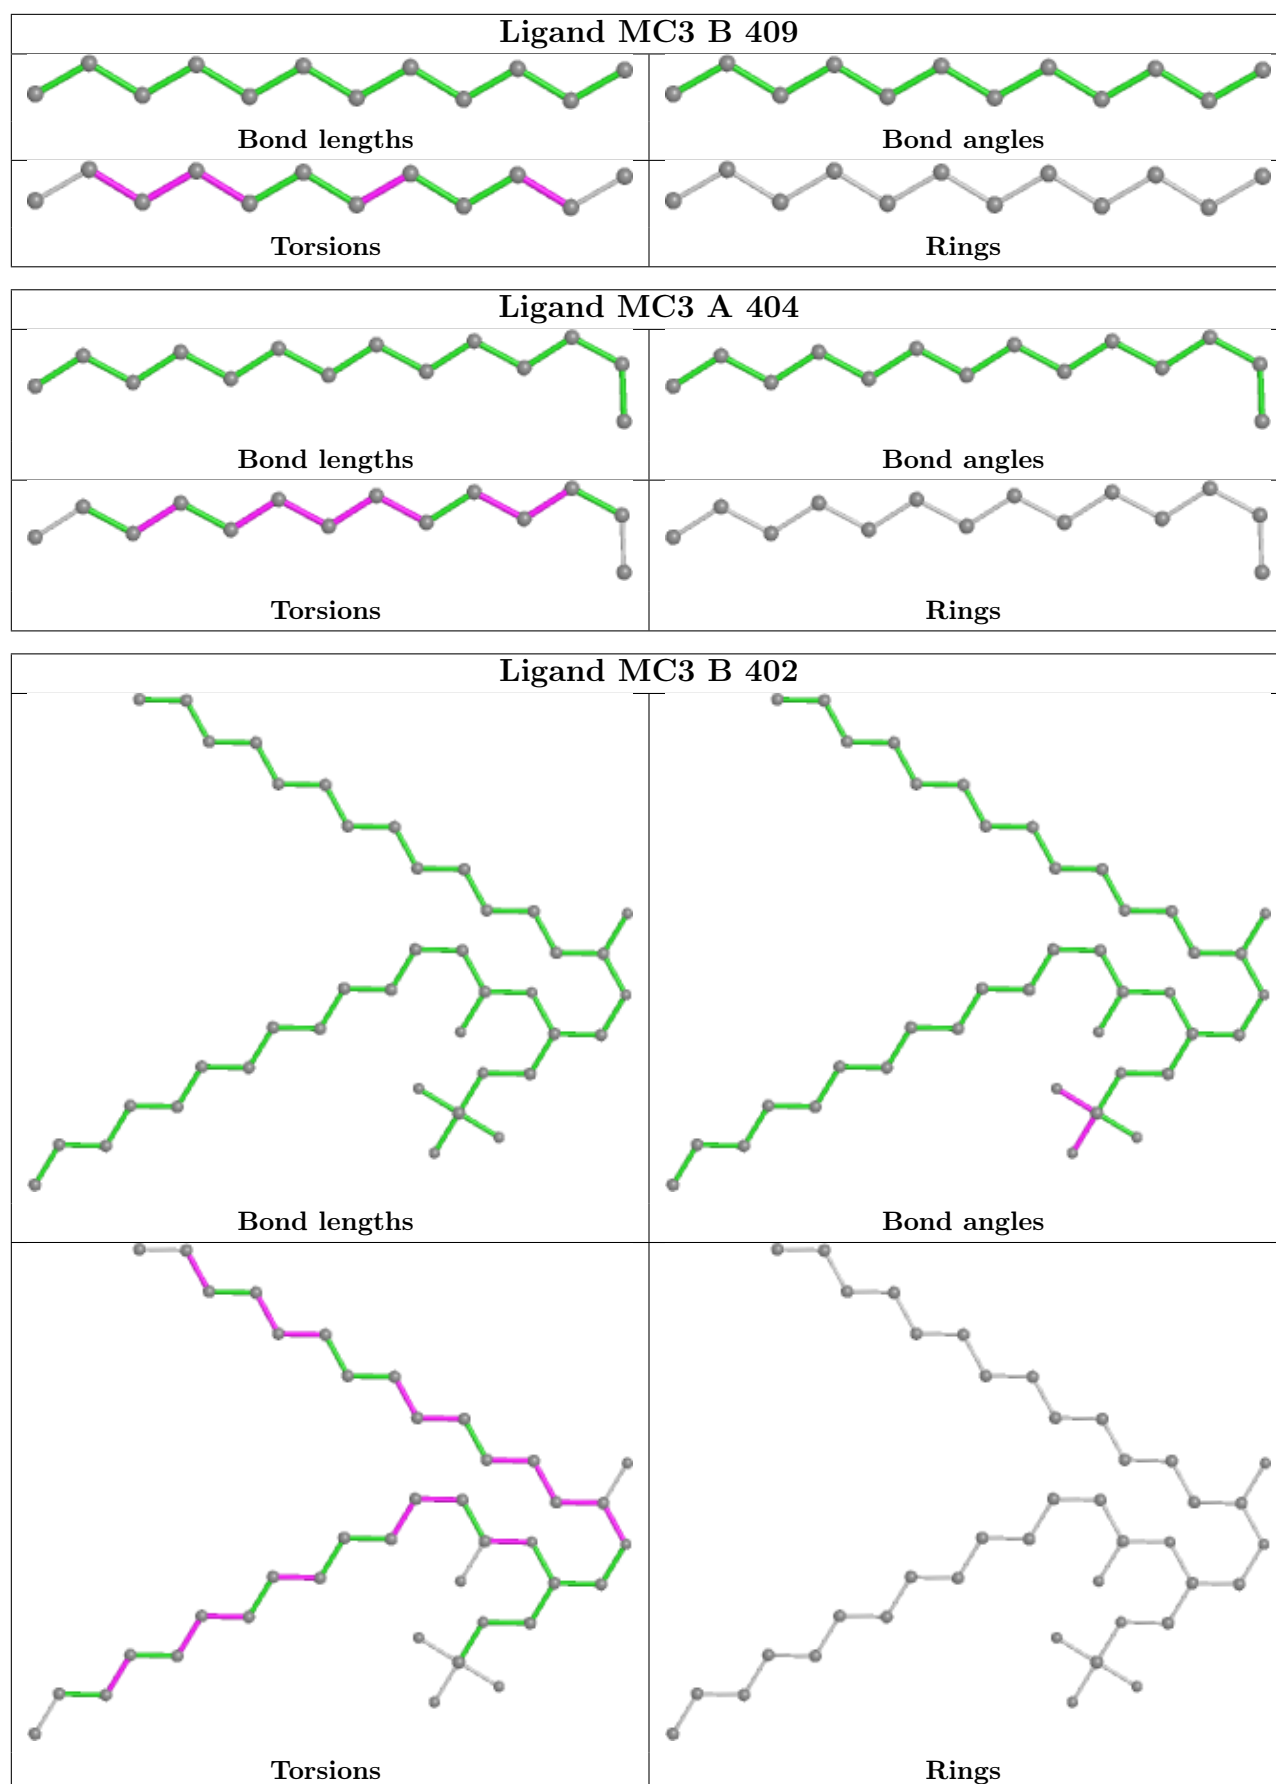 Ligand MC3 B 409
Bond lengths
Bond angles
Torsions
Rings
Ligand MC3 A 404
Bond lengths
Bond angles
Torsions
Rings
Ligand MC3 B 402
Bond lengths
Bond angles
Torsions
Rings